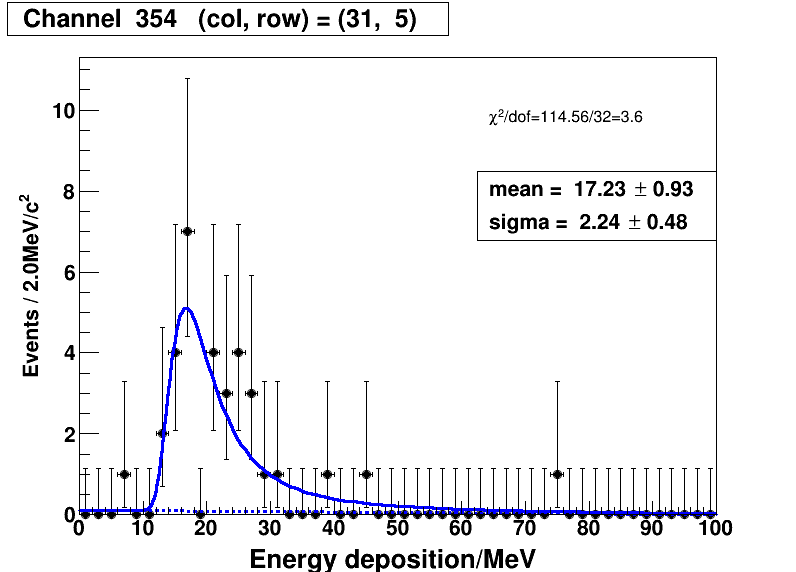 Channel 354 (col, row) = (31, 5)
χ²/dof=114.56/32=3.6
mean = 17.23 ± 0.93
sigma = 2.24 ± 0.48
Events / 2.0MeV/c²
10
8
6
4
2
0
0 10 20 30 40 50 60 70 80 90 100
Energy deposition/MeV